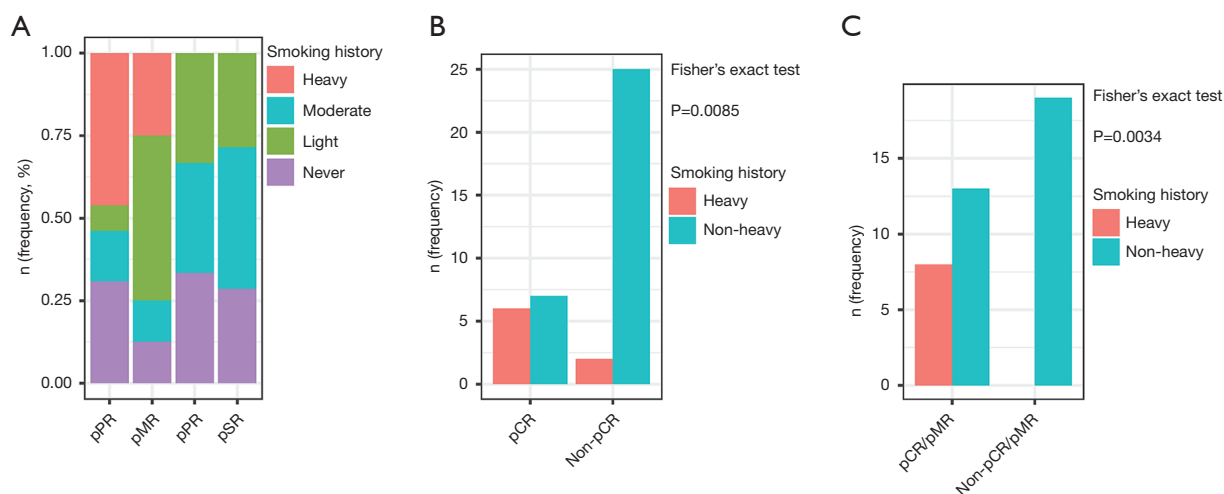 A
n (frequency, %)
1.00
0.75
0.50
0.25
0.00
pPR
pMR
pPR
pSR
Smoking history
Heavy
Moderate
Light
Never
B
n (frequency)
25
20
15
10
5
0
pCR
Non-pCR
Fisher’s exact test
P=0.0085
Smoking history
Heavy
Non-heavy
C
n (frequency)
15
10
5
0
pCR/pMR
Non-pCR/pMR
Fisher’s exact test
P=0.0034
Smoking history
Heavy
Non-heavy